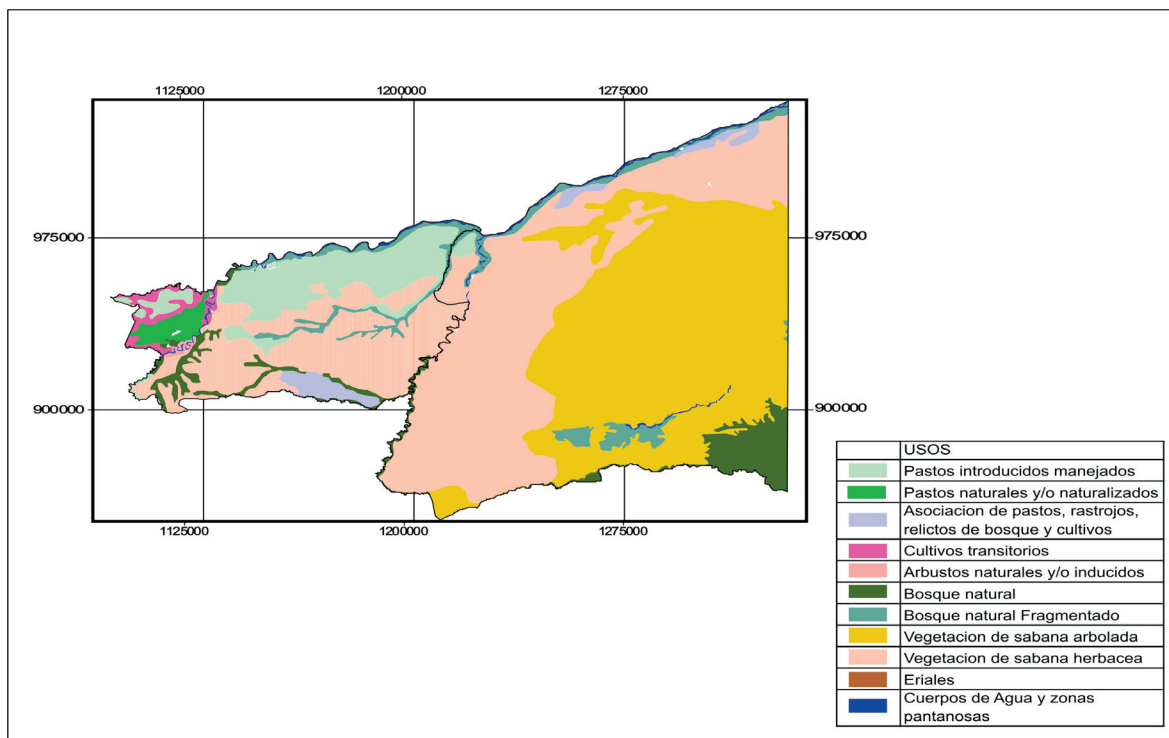 1125000 1200000 1275000
975000 975000
900000 900000
1125000 1200000 1275000
USOS
Pastos introducidos manejados
Pastos naturales y/o naturalizados
Asociacion de pastos, rastrojos,
relictos de bosque y cultivos
Cultivos transitorios
Arbustos naturales y/o inducidos
Bosque natural
Bosque natural Fragmentado
Vegetacion de sabana arbolada
Vegetacion de sabana herbacea
Eriales
Cuerpos de Agua y zonas
pantanosas